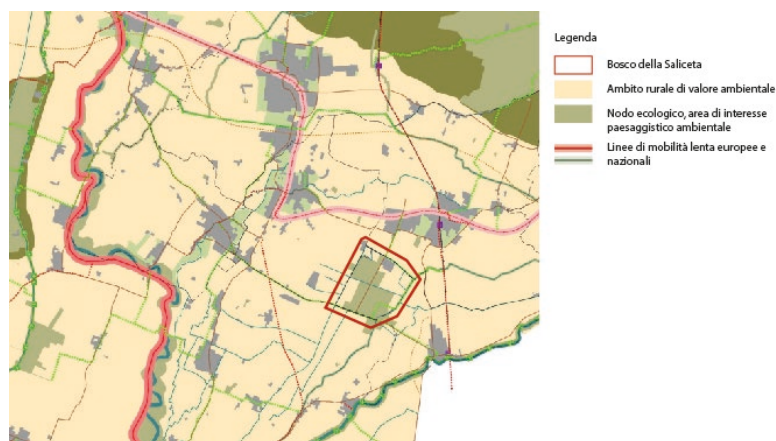 Legenda
Bosco della Saliceta
Ambito rurale di valore ambientale
Nodo ecologico, area di interesse
paesaggistico ambientale
Linee di mobilità lenta europee e
nazionali